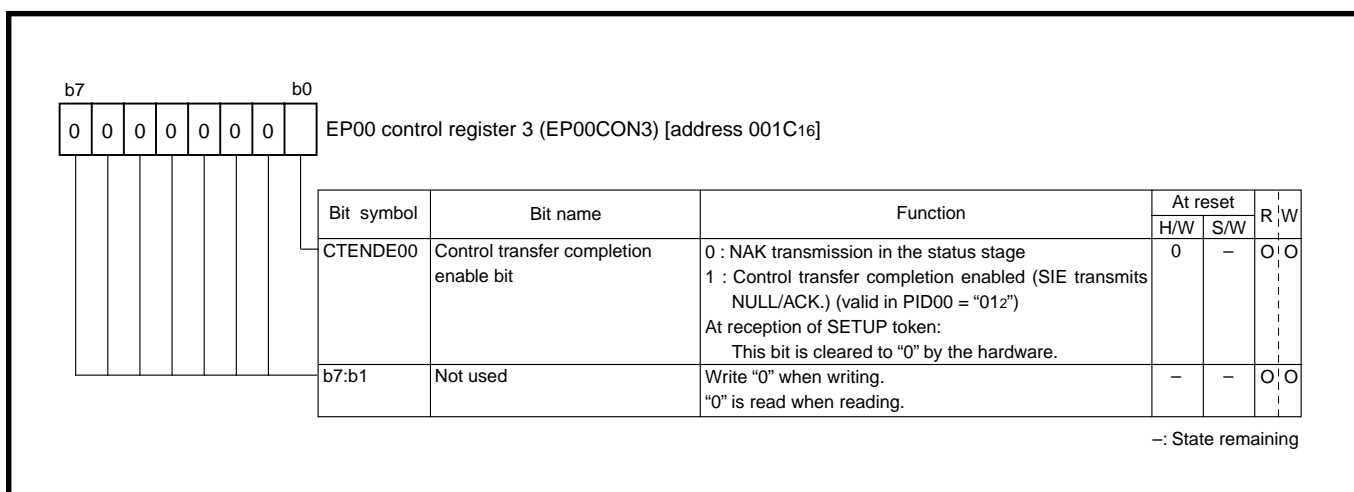 b7 b0
0 0 0 0 0 0 0 EP00 control register 3 (EP00CON3) [address 001C16]
Bit symbol Bit name Function At reset R W
H/W S/W
CTENDE00 Control transfer completion 0 : NAK transmission in the status stage 0 – O O
enable bit 1 : Control transfer completion enabled (SIE transmits
NULL/ACK.) (valid in PID00 = “012”)
At reception of SETUP token:
This bit is cleared to “0” by the hardware.
b7:b1 Not used Write “0” when writing. – – O O
“0” is read when reading.
–: State remaining